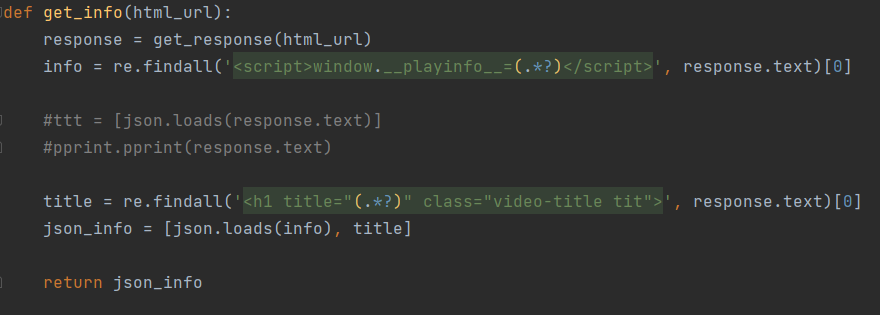 def get_info(html_url):
    response = get_response(html_url)
    info = re.findall('<script>window.__playinfo__=(.*?)</script>', response.text)[0]
    #ttt = [json.loads(response.text)]
    #pprint.pprint(response.text)
    title = re.findall('<h1 title="(.*?)" class="video-title tit">', response.text)[0]
    json_info = [json.loads(info), title]
    return json_info